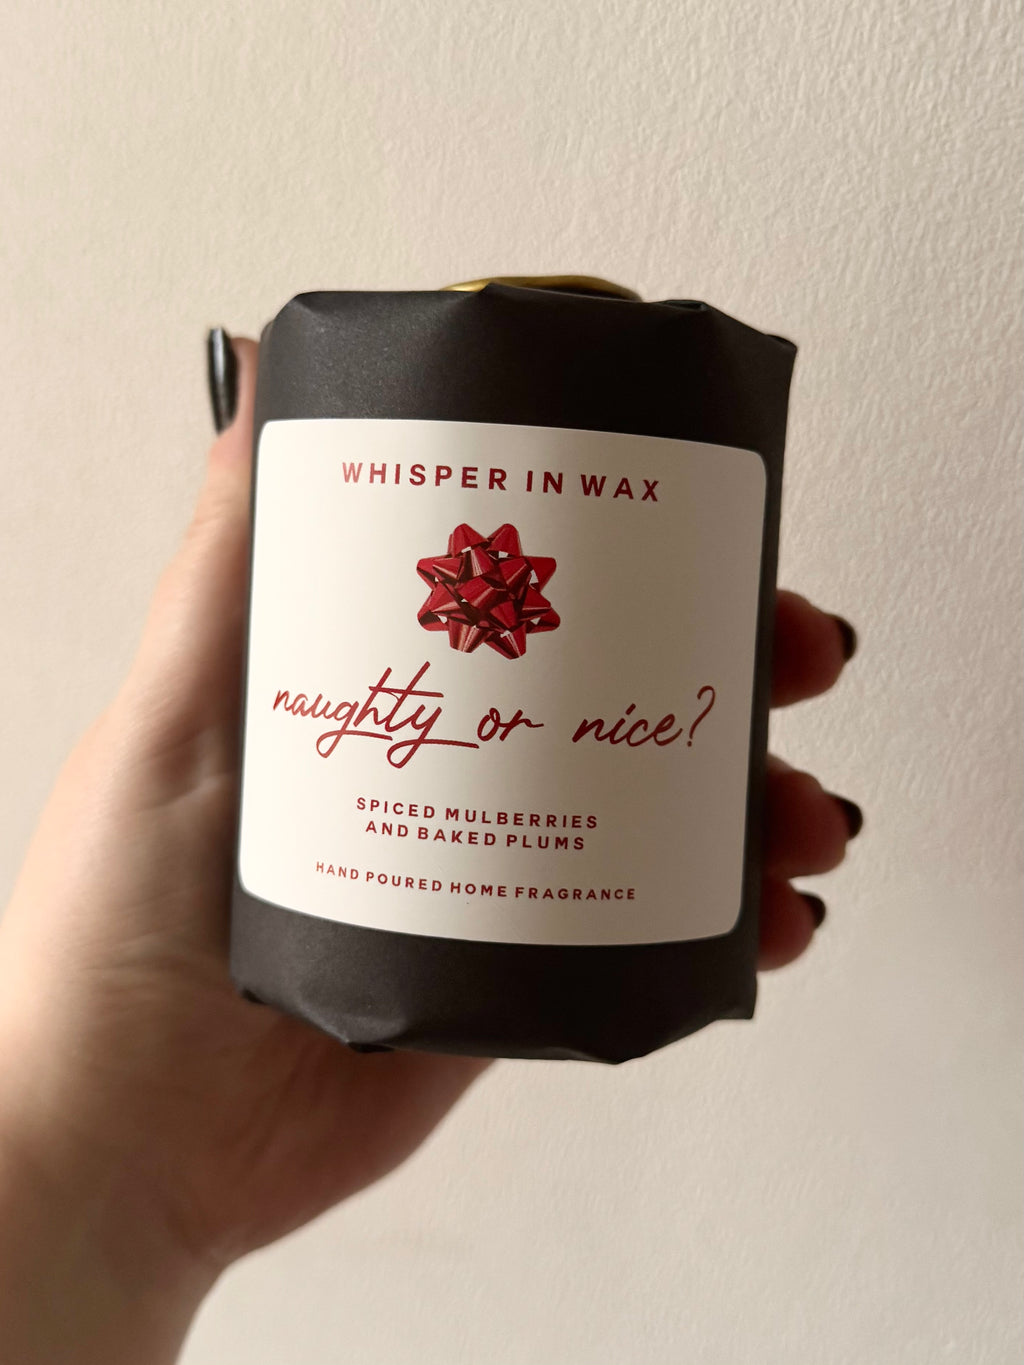 WHISPER IN WAX
naughty or nice?
SPICED MULBERRIES
AND BAKED PLUMS
HAND POURED HOME FRAGRANCE